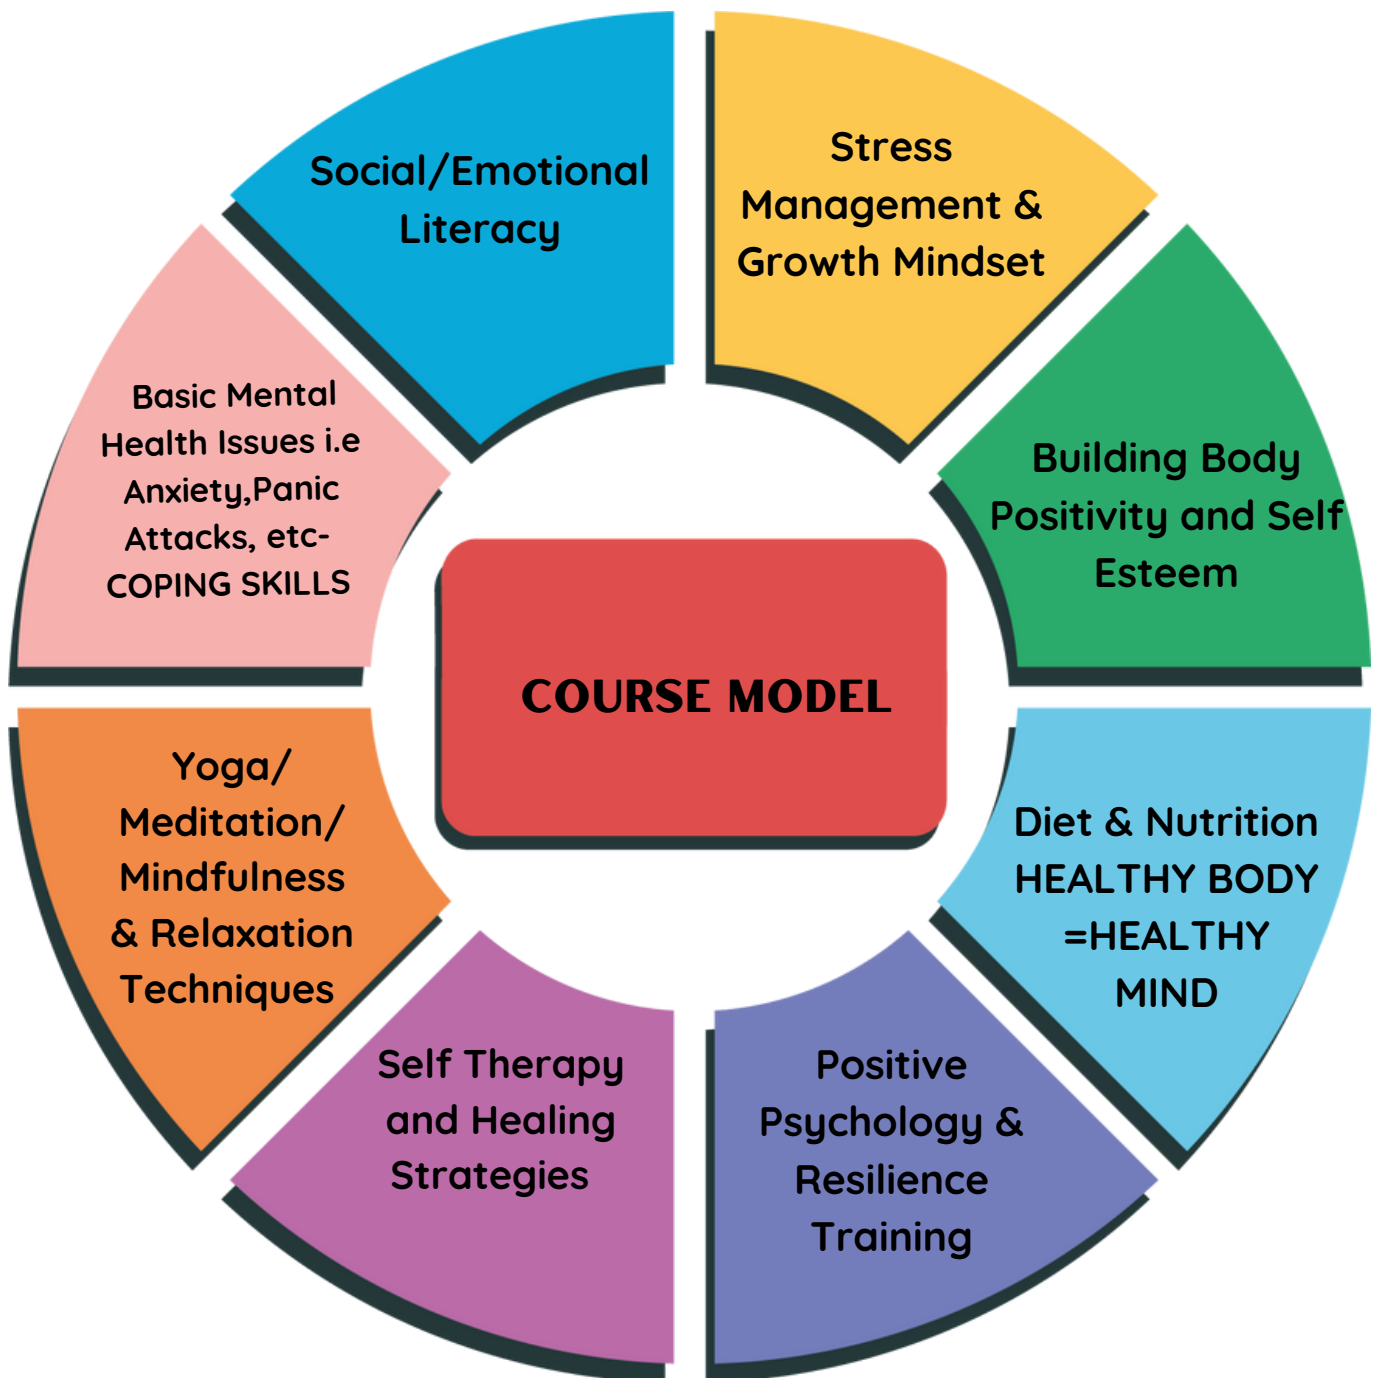 Social/Emotional
Literacy
Stress
Management &
Growth Mindset
Building Body
Positivity and Self
Esteem
Diet & Nutrition
HEALTHY BODY
=HEALTHY
MIND
Positive
Psychology &
Resilience
Training
Self Therapy
and Healing
Strategies
Yoga/
Meditation/
Mindfulness
& Relaxation
Techniques
Basic Mental
Health Issues i.e
Anxiety,Panic
Attacks, etc-
COPING SKILLS
COURSE MODEL